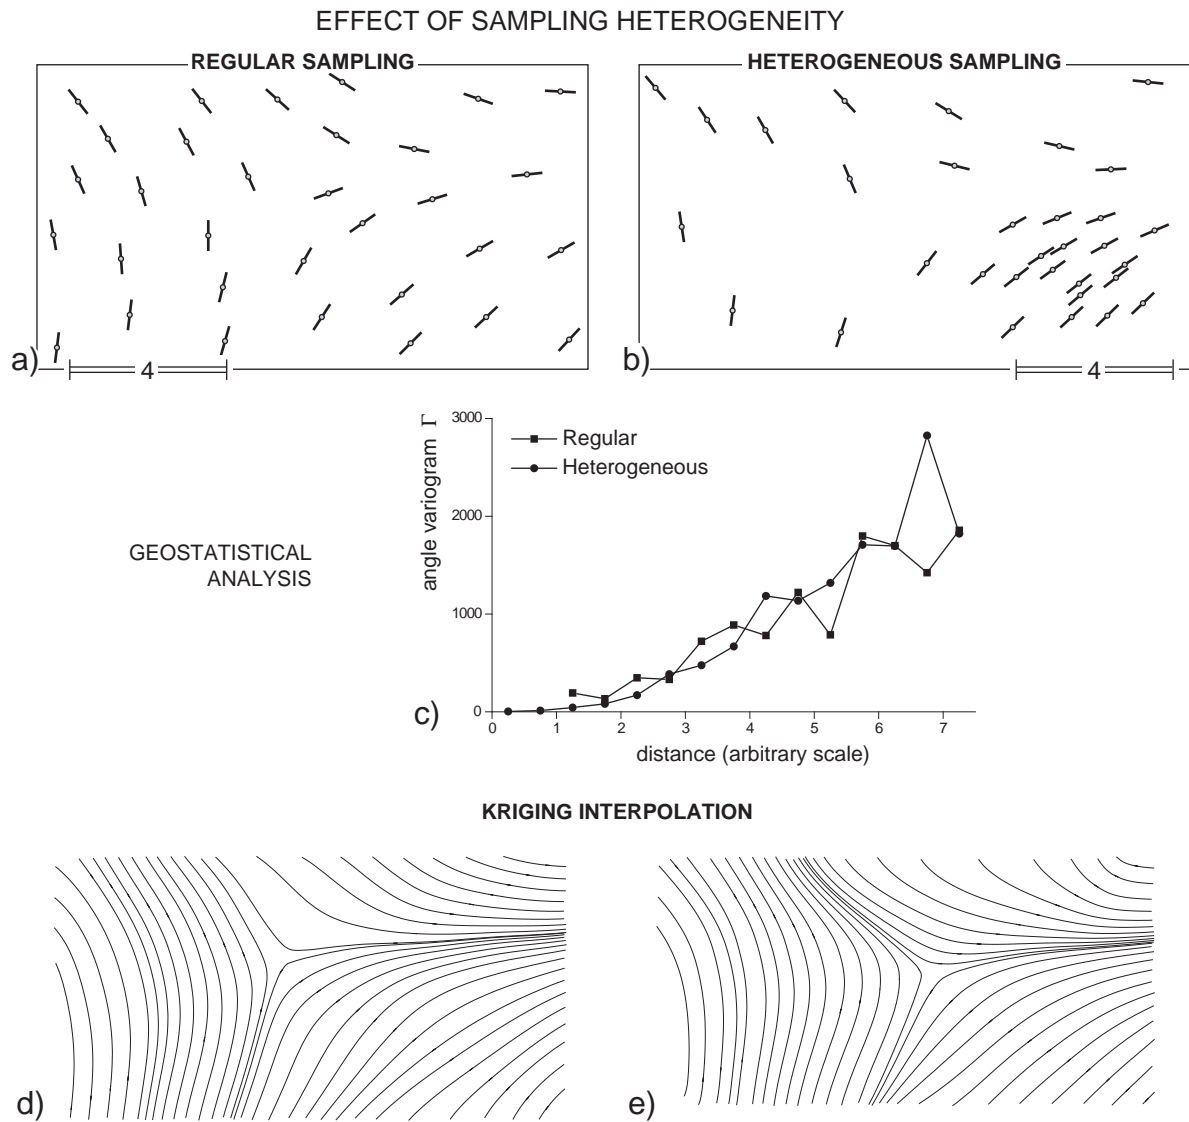 EFFECT OF SAMPLING HETEROGENEITY
REGULAR SAMPLING
HETEROGENEOUS SAMPLING
a)
4
b)
4
3000
2000
1000
0
angle variogram Γ
Regular
Heterogeneous
GEOSTATISTICAL
ANALYSIS
c)
0 1 2 3 4 5 6 7
distance (arbitrary scale)
KRIGING INTERPOLATION
d)
e)